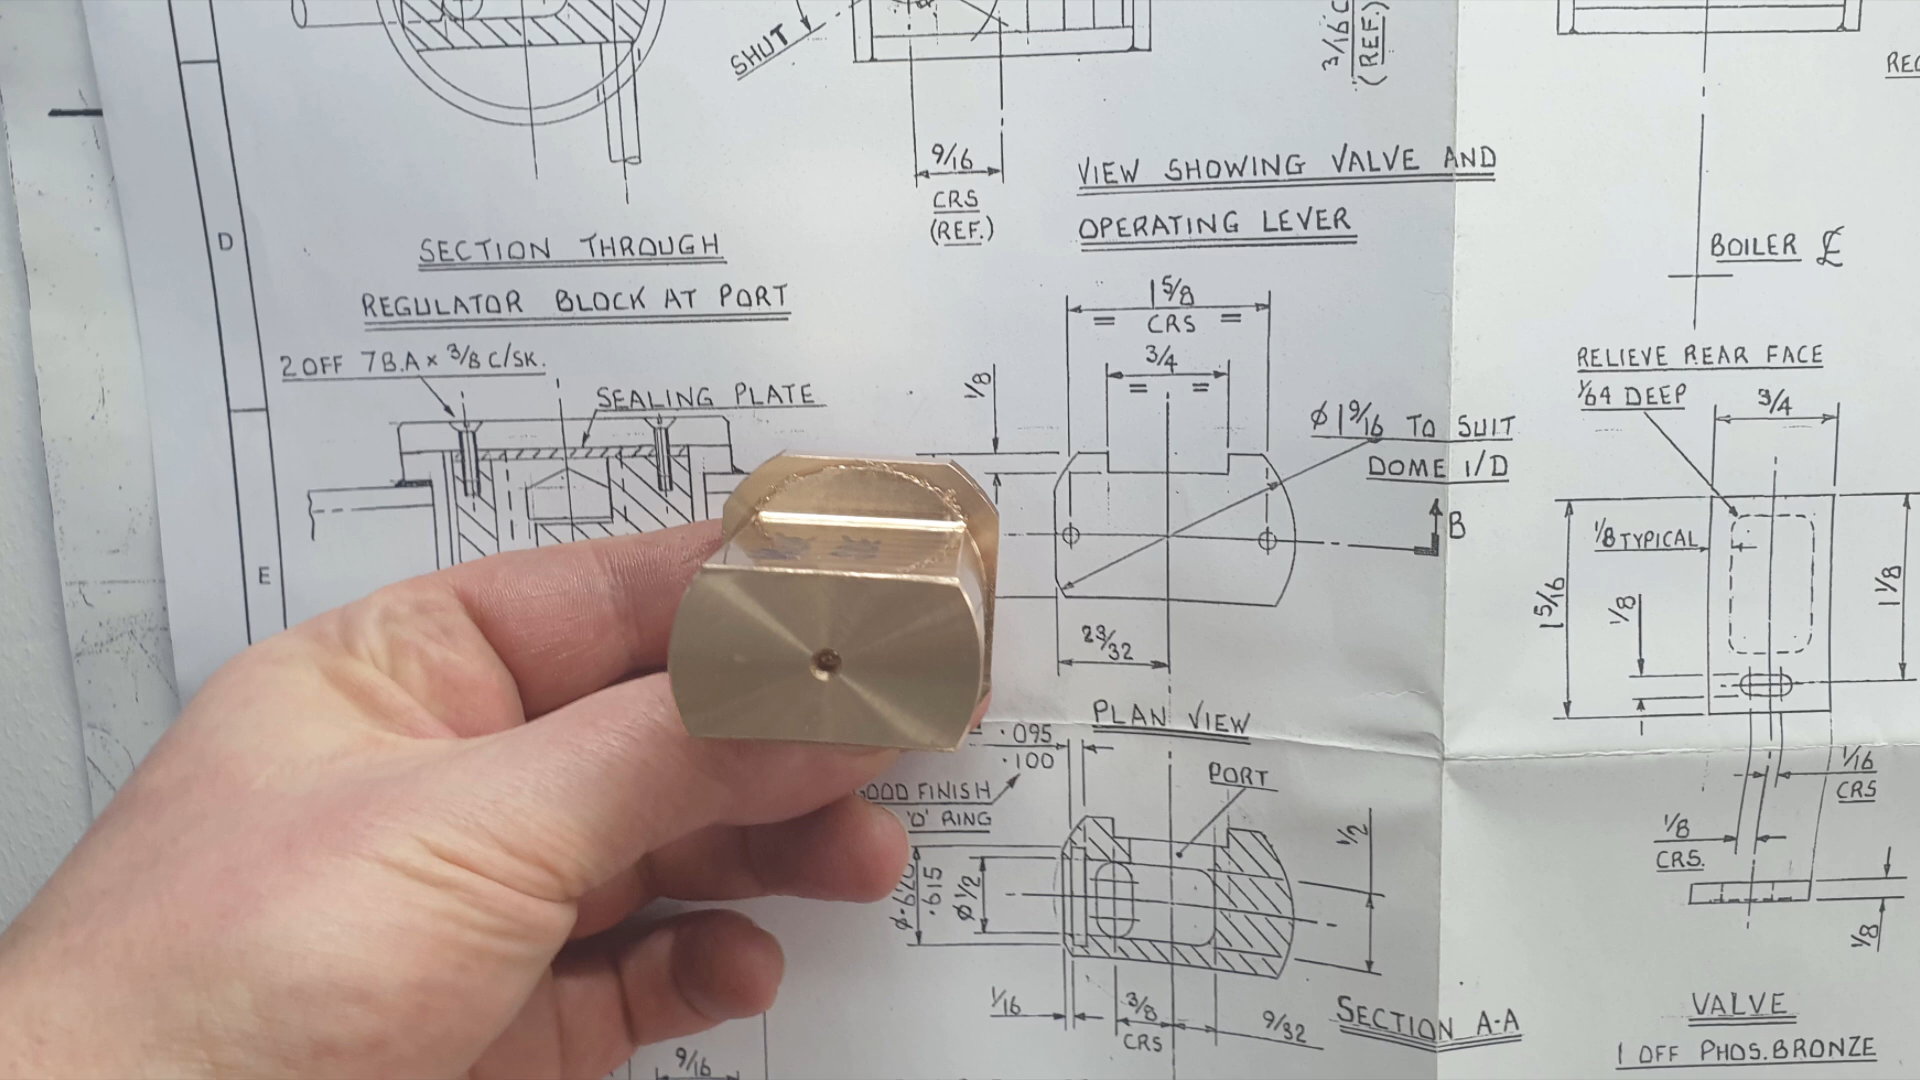 SHUT
3/16 C
(REF.)
REG
9/16
CRS
(REF.)
VIEW SHOWING VALVE AND
OPERATING LEVER
D
SECTION THROUGH
REGULATOR BLOCK AT PORT
BOILER ℄
2 OFF 7 B.A × 3/8 C/SK.
SEALING PLATE
1 5/8
= CRS =
3/4
= =
1/8
Ø 1 9/16 TO SUIT
DOME I/D
RELIEVE REAR FACE
1/64 DEEP
3/4
E
B
1/8 TYPICAL
1 5/16
1/8
1 1/8
23/32
PLAN VIEW
.095
.100
GOOD FINISH
'O' RING
PORT
1/16
CRS
1/8
CRS.
1/2
Ø.620
.615
Ø 1/2
1/8
1/16
3/8
CRS
9/32
SECTION A-A
VALVE
1 OFF PHOS. BRONZE
9/16